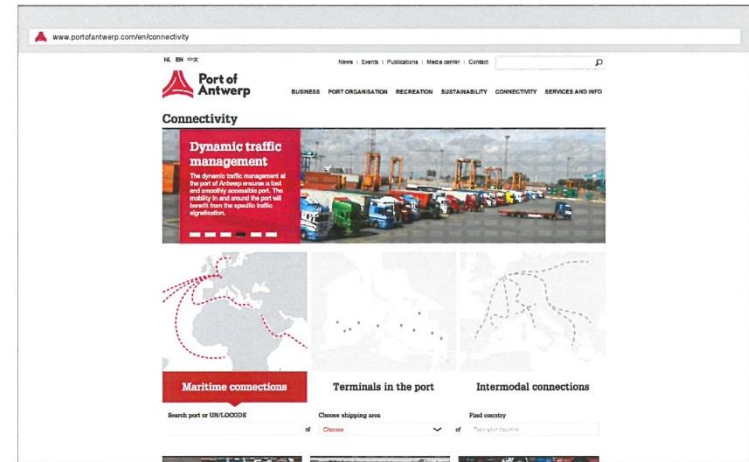 www.portofantwerp.com/en/connectivity
NL EN 中文
News | Events | Publications | Media center | Contact
Port of
Antwerp
BUSINESS PORT ORGANISATION RECREATION SUSTAINABILITY CONNECTIVITY SERVICES AND INFO
Connectivity
Dynamic traffic
management
The dynamic traffic management at
the port of Antwerp ensures a fast
and smoothly accessible port. The
mobility in and around the port will
benefit from the specific traffic
signalisation.
Maritime connections
Terminals in the port
Intermodal connections
Search port or UN/LOCODE
Choose shipping area
Find country
of Choose
of Type your country